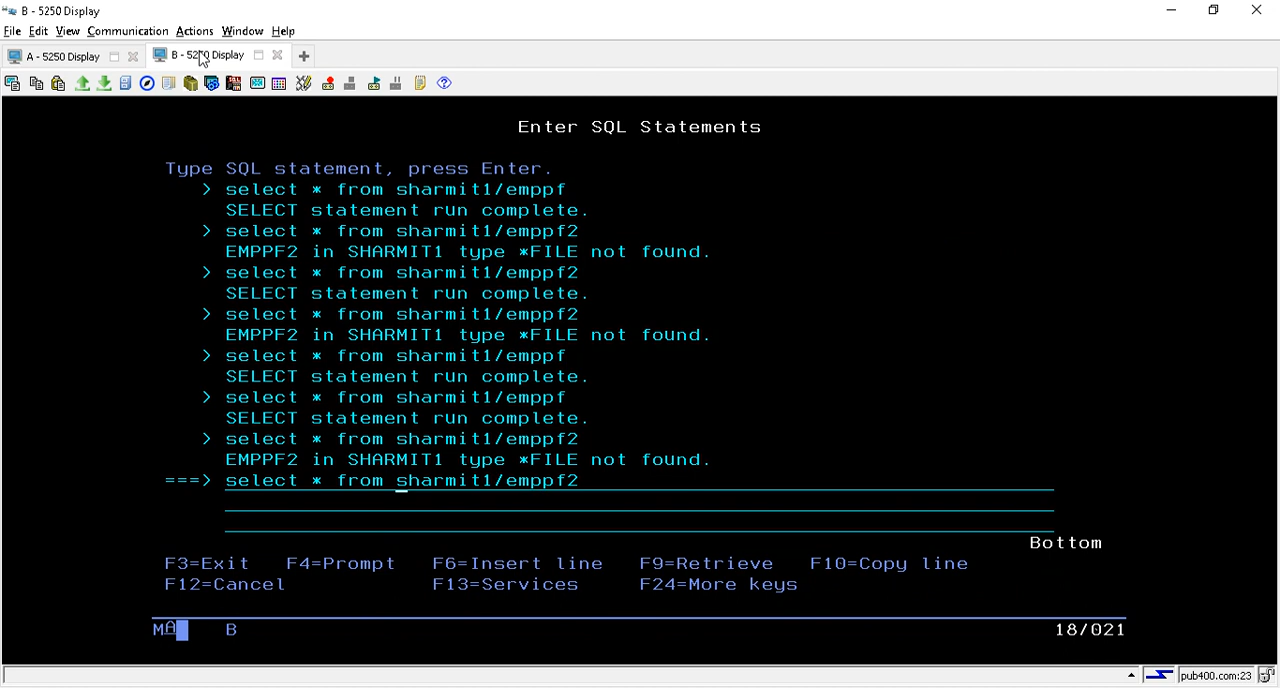 B - 5250 Display
File Edit View Communication Actions Window Help
A - 5250 Display B - 5250 Display
Enter SQL Statements
Type SQL statement, press Enter.
> select * from sharmit1/emppf
SELECT statement run complete.
> select * from sharmit1/emppf2
EMPPF2 in SHARMIT1 type *FILE not found.
> select * from sharmit1/emppf2
SELECT statement run complete.
> select * from sharmit1/emppf2
EMPPF2 in SHARMIT1 type *FILE not found.
> select * from sharmit1/emppf
SELECT statement run complete.
> select * from sharmit1/emppf
SELECT statement run complete.
> select * from sharmit1/emppf2
EMPPF2 in SHARMIT1 type *FILE not found.
===> select * from sharmit1/emppf2
Bottom
F3=Exit F4=Prompt F6=Insert line F9=Retrieve F10=Copy line
F12=Cancel F13=Services F24=More keys
MA B 18/021
pub400.com:23